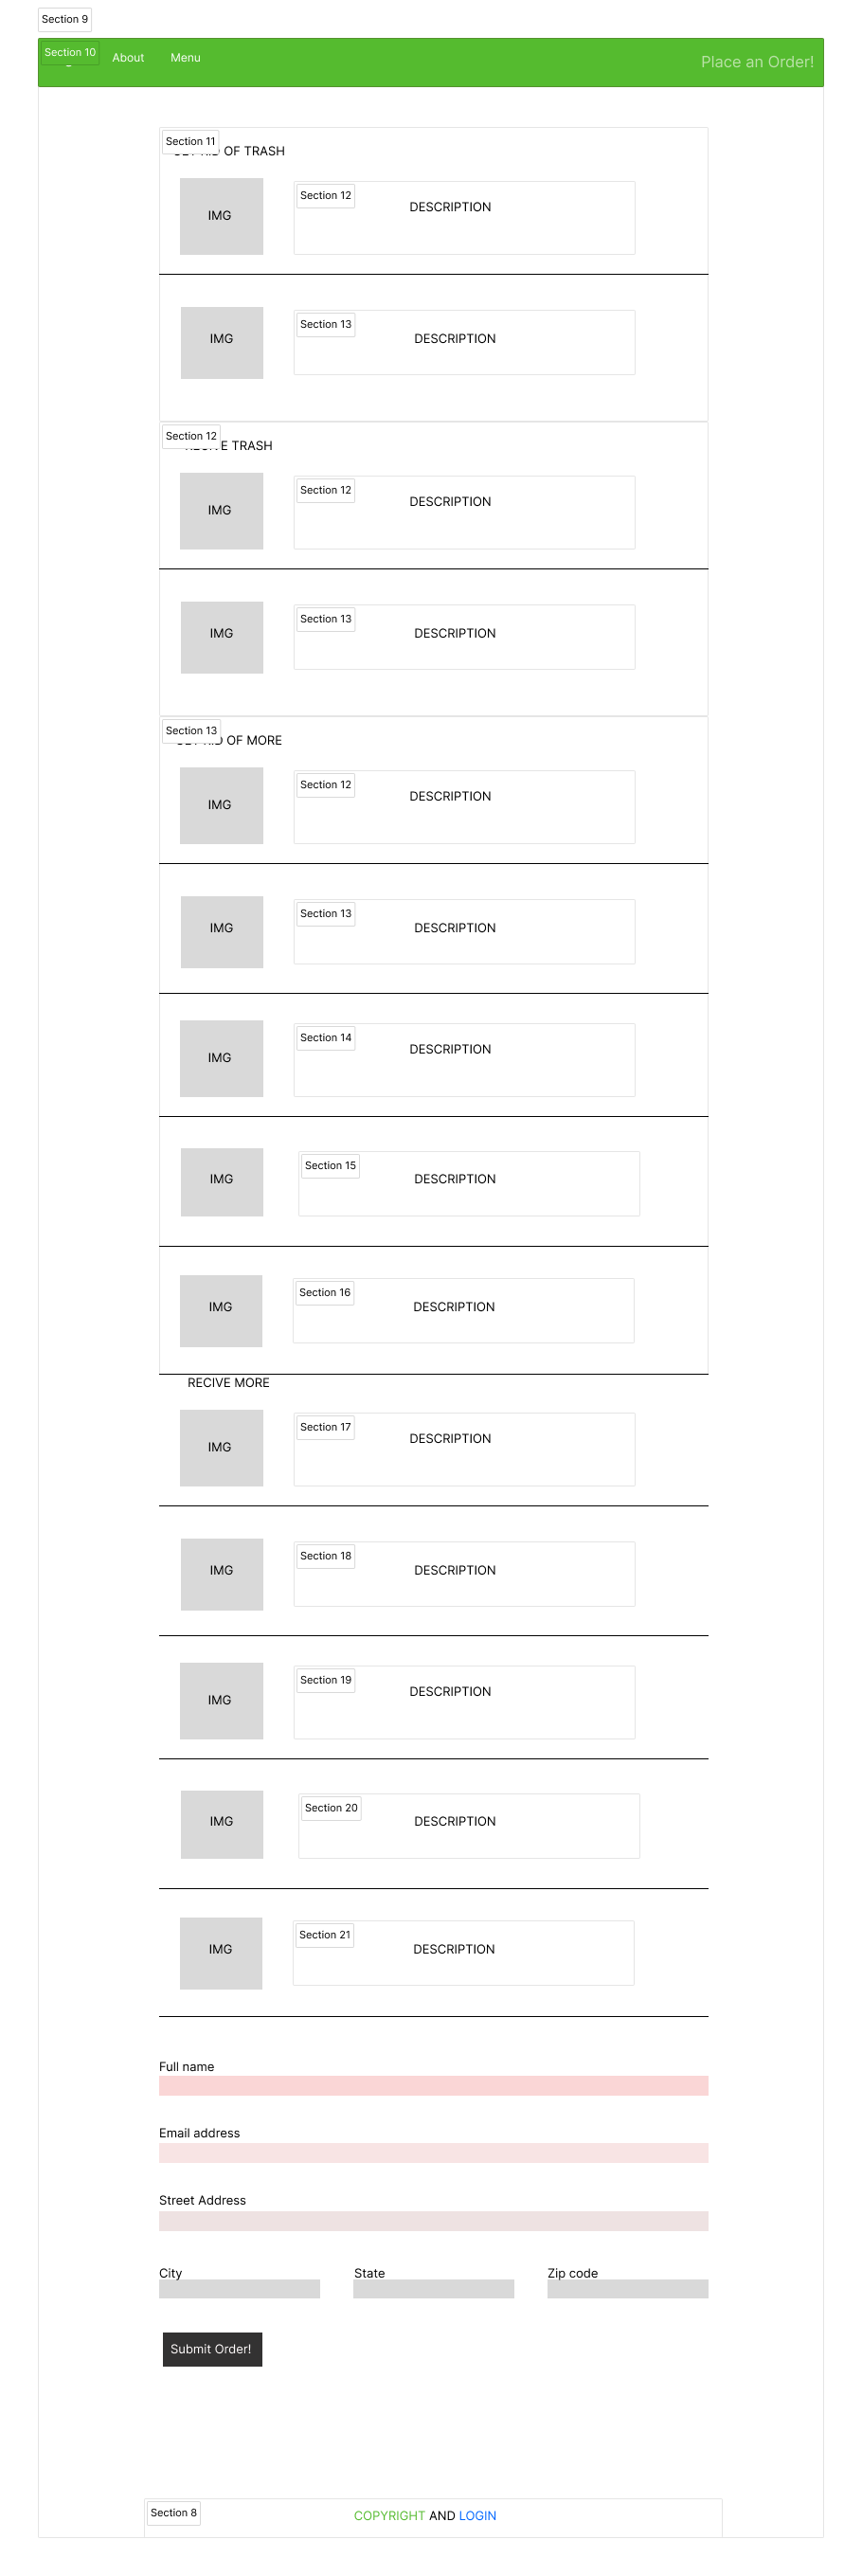 Section 9
Section 10
About
Menu
Place an Order!
Section 11
OF TRASH
IMG
Section 12
DESCRIPTION
IMG
Section 13
DESCRIPTION
Section 12
TRASH
IMG
Section 12
DESCRIPTION
IMG
Section 13
DESCRIPTION
Section 13
OF MORE
IMG
Section 12
DESCRIPTION
IMG
Section 13
DESCRIPTION
IMG
Section 14
DESCRIPTION
IMG
Section 15
DESCRIPTION
IMG
Section 16
DESCRIPTION
RECIVE MORE
IMG
Section 17
DESCRIPTION
IMG
Section 18
DESCRIPTION
IMG
Section 19
DESCRIPTION
IMG
Section 20
DESCRIPTION
IMG
Section 21
DESCRIPTION
Full name
Email address
Street Address
City
State
Zip code
Submit Order!
Section 8
COPYRIGHT AND LOGIN